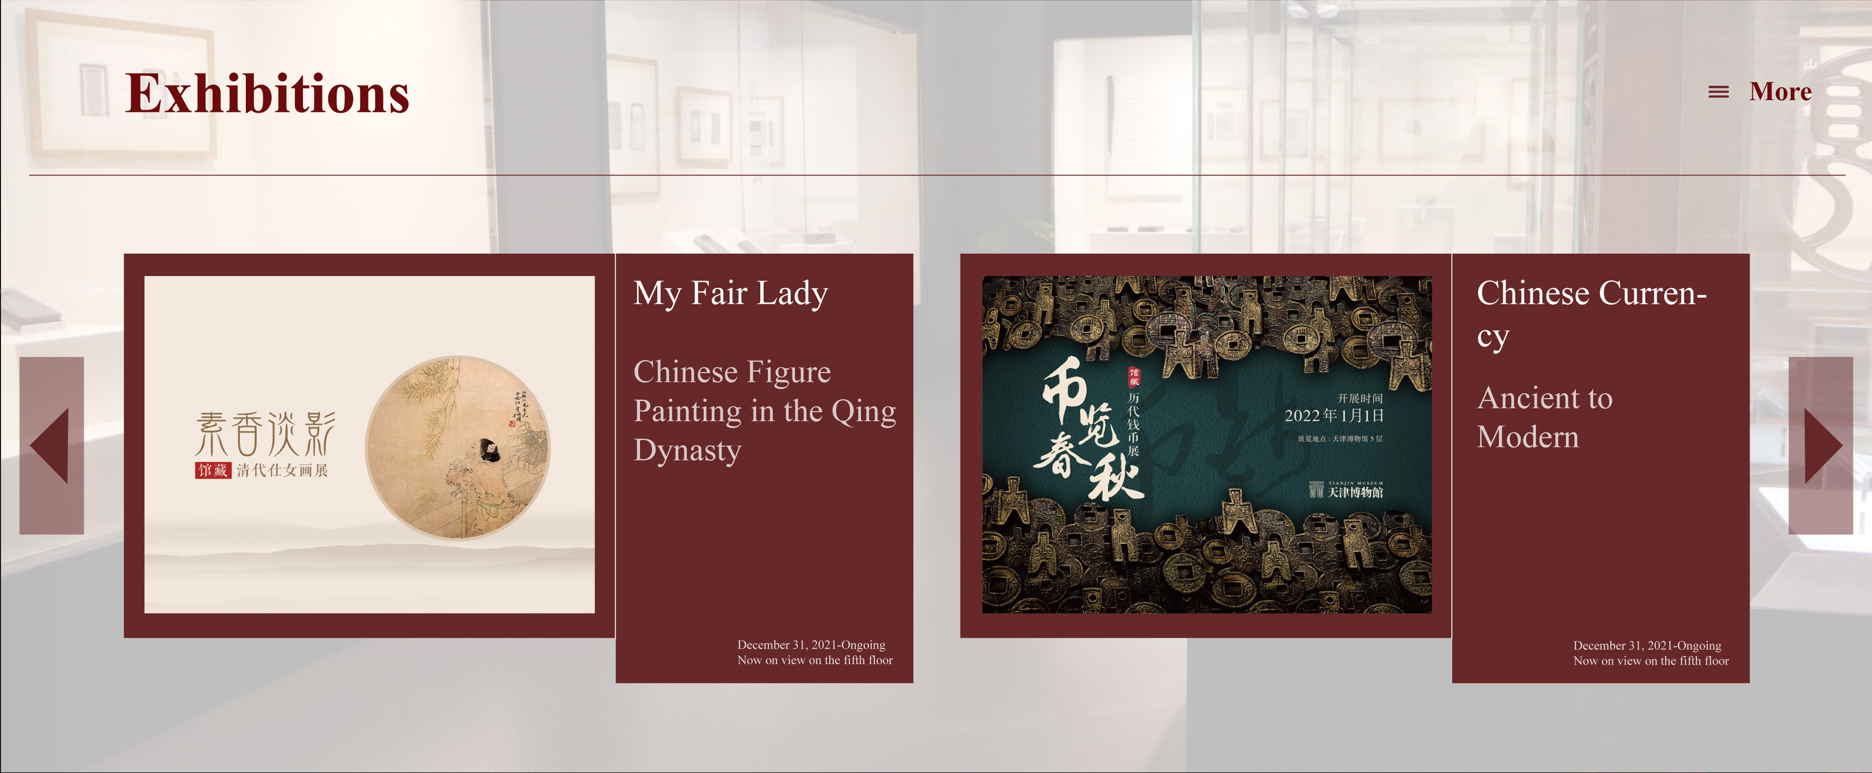 Exhibitions
More
素香淡影
馆藏 清代仕女画展
My Fair Lady
Chinese Figure
Painting in the Qing
Dynasty
December 31, 2021-Ongoing
Now on view on the fifth floor
币览春秋
馆藏
历代钱币展
开展时间
2022年1月1日
展览地点:天津博物馆5层
TIANJIN MUSEUM
天津博物館
Chinese Curren-
cy
Ancient to
Modern
December 31, 2021-Ongoing
Now on view on the fifth floor